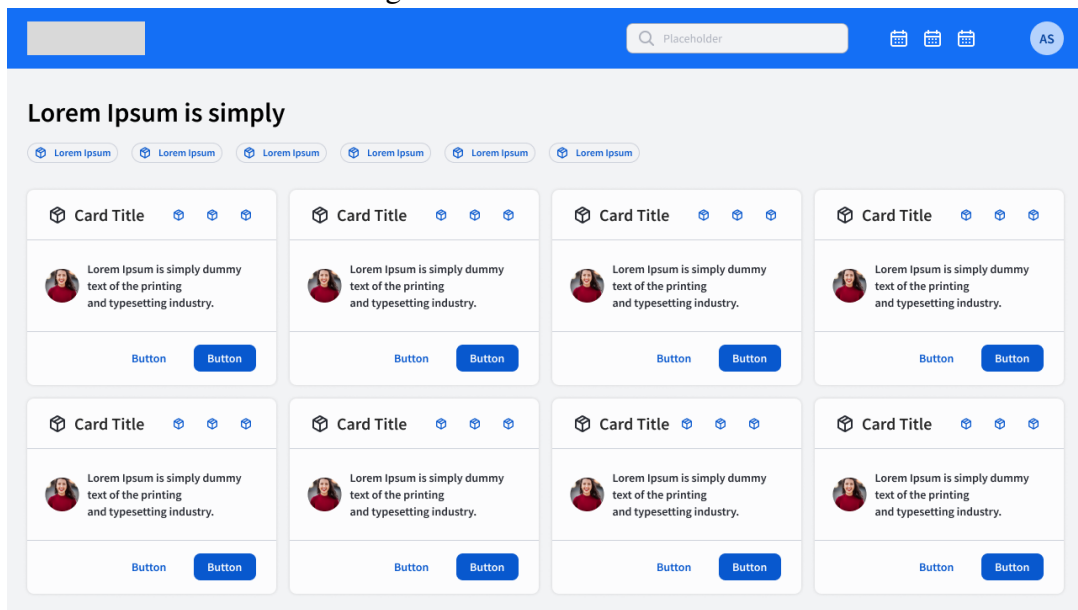 Placeholder
AS
Lorem Ipsum is simply
Lorem Ipsum Lorem Ipsum Lorem Ipsum Lorem Ipsum Lorem Ipsum Lorem Ipsum
Card Title
Lorem Ipsum is simply dummy
text of the printing
and typesetting industry.
Button Button
Card Title
Lorem Ipsum is simply dummy
text of the printing
and typesetting industry.
Button Button
Card Title
Lorem Ipsum is simply dummy
text of the printing
and typesetting industry.
Button Button
Card Title
Lorem Ipsum is simply dummy
text of the printing
and typesetting industry.
Button Button
Card Title
Lorem Ipsum is simply dummy
text of the printing
and typesetting industry.
Button Button
Card Title
Lorem Ipsum is simply dummy
text of the printing
and typesetting industry.
Button Button
Card Title
Lorem Ipsum is simply dummy
text of the printing
and typesetting industry.
Button Button
Card Title
Lorem Ipsum is simply dummy
text of the printing
and typesetting industry.
Button Button